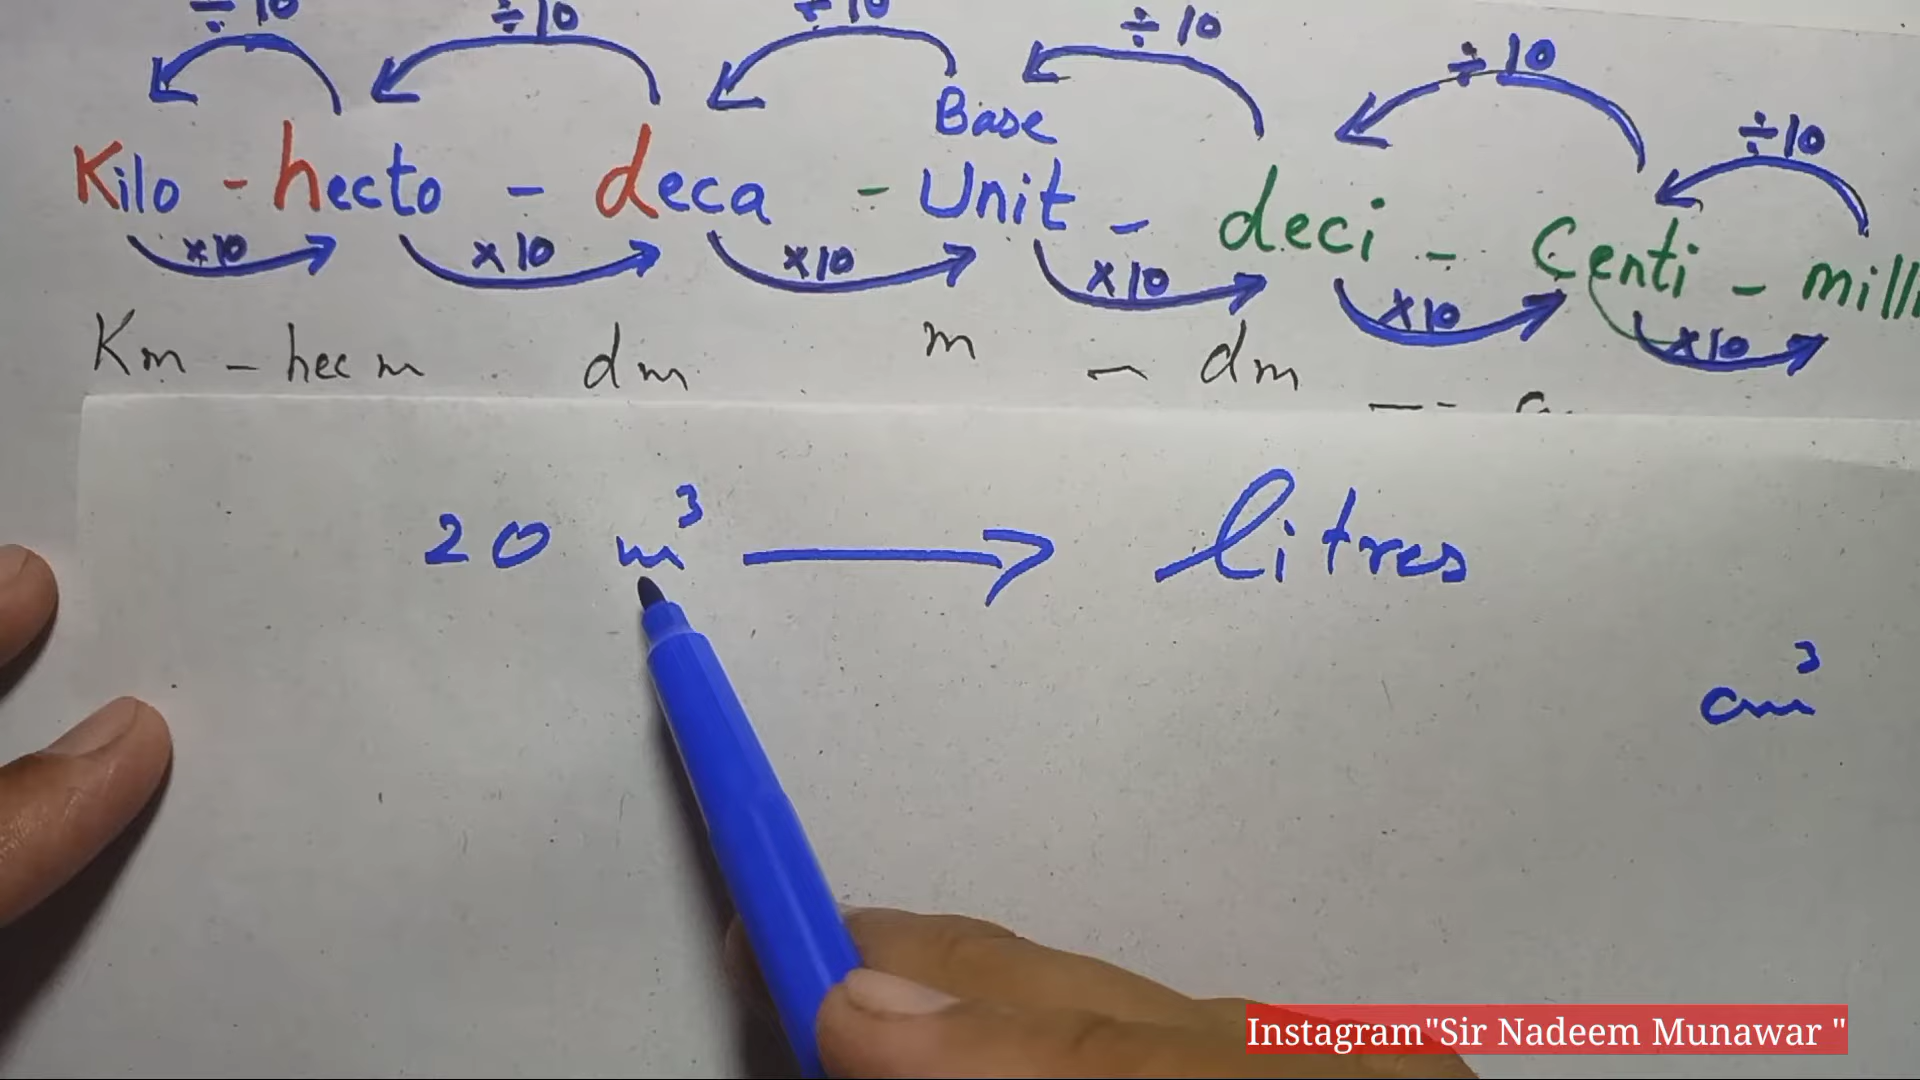 ÷10 ÷10 ÷10 ÷10 ÷10 ÷10
Base
Kilo - hecto - deca - Unit - deci - Centi - milli
×10 ×10 ×10 ×10 ×10 ×10
Km - hec m dm m - dm
20 m³ → litres
cm³
Instagram"Sir Nadeem Munawar "